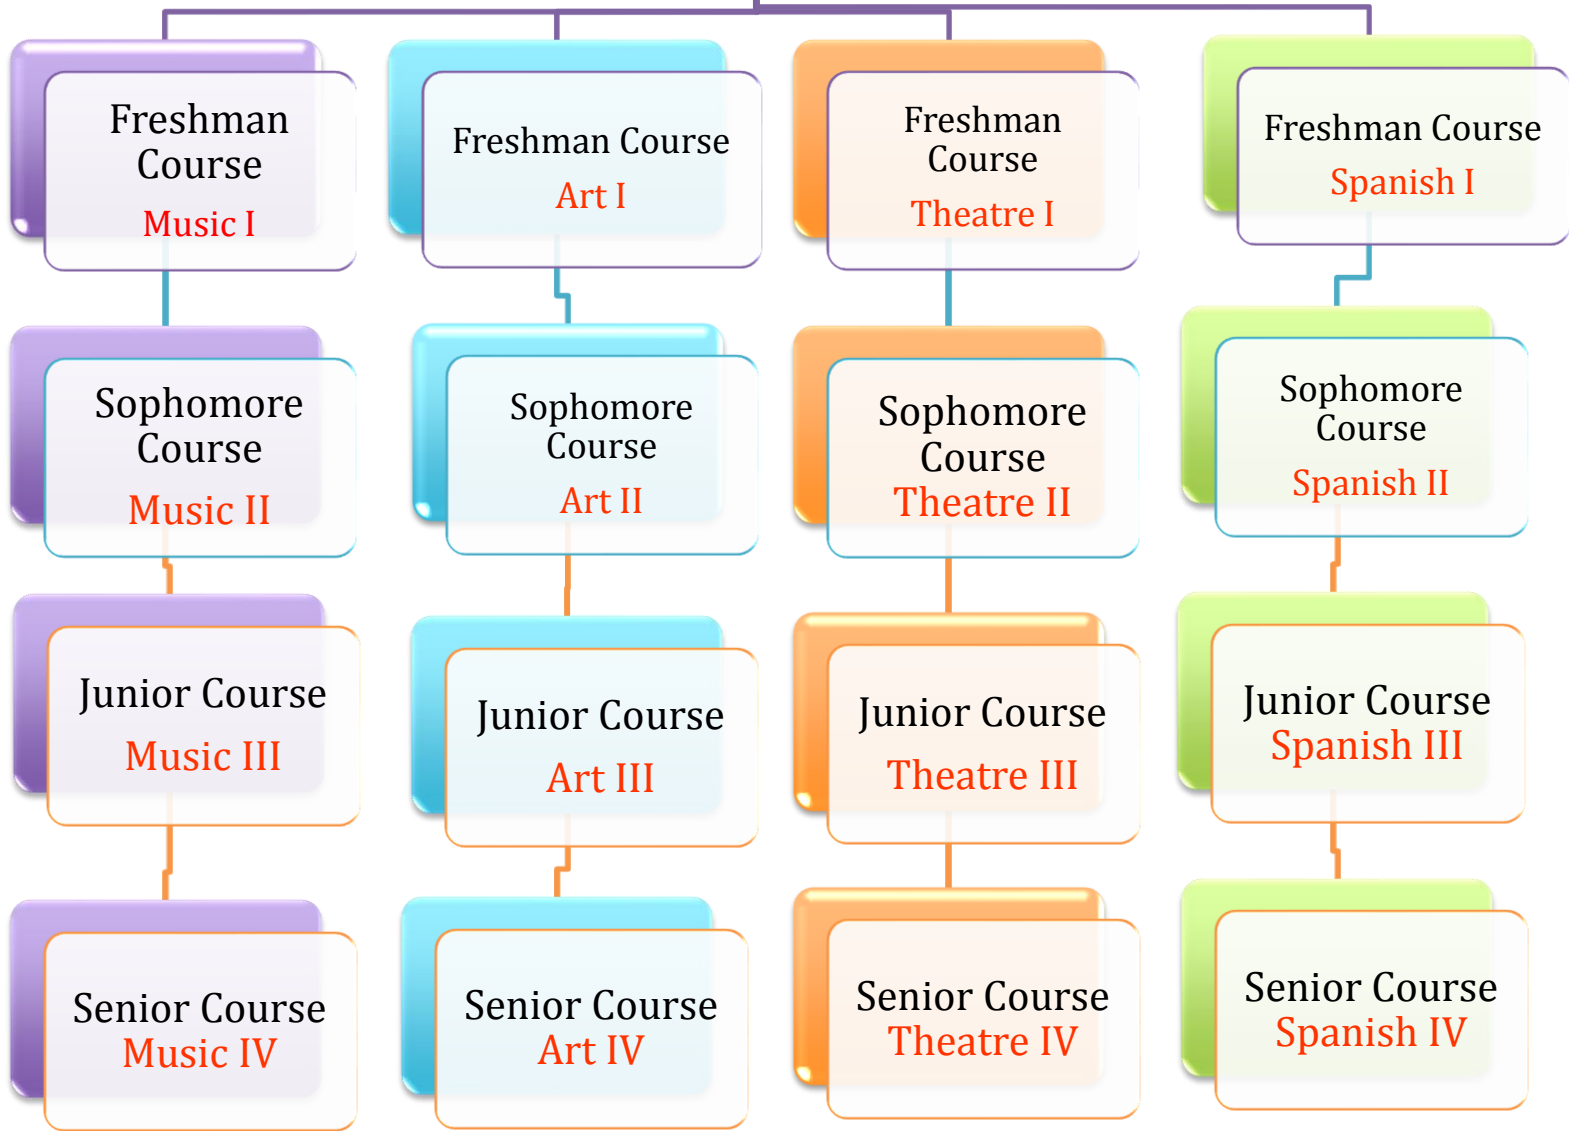 Freshman
Course
Music I
Freshman Course
Art I
Freshman
Course
Theatre I
Freshman Course
Spanish I
Sophomore
Course
Music II
Sophomore
Course
Art II
Sophomore
Course
Theatre II
Sophomore
Course
Spanish II
Junior Course
Music III
Junior Course
Art III
Junior Course
Theatre III
Junior Course
Spanish III
Senior Course
Music IV
Senior Course
Art IV
Senior Course
Theatre IV
Senior Course
Spanish IV